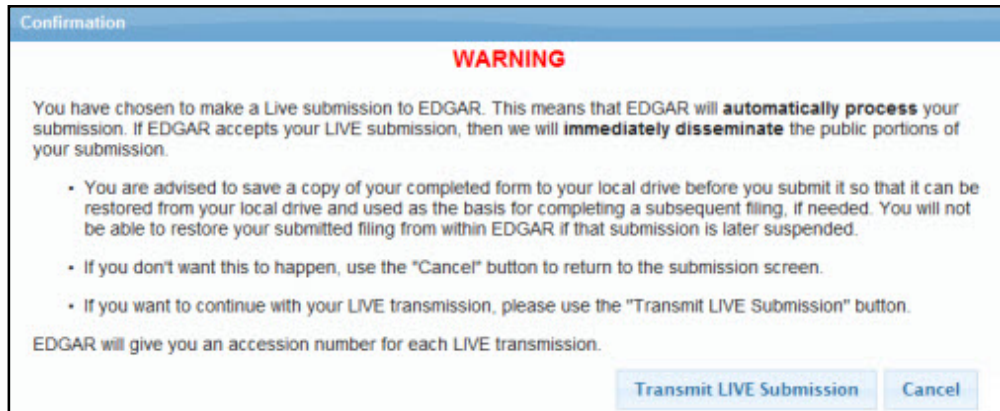 Confirmation
WARNING
You have chosen to make a Live submission to EDGAR. This means that EDGAR will automatically process your
submission. If EDGAR accepts your LIVE submission, then we will immediately disseminate the public portions of
your submission.
▪ You are advised to save a copy of your completed form to your local drive before you submit it so that it can be
restored from your local drive and used as the basis for completing a subsequent filing, if needed. You will not
be able to restore your submitted filing from within EDGAR if that submission is later suspended.
▪ If you don't want this to happen, use the "Cancel" button to return to the submission screen.
▪ If you want to continue with your LIVE transmission, please use the "Transmit LIVE Submission" button.
EDGAR will give you an accession number for each LIVE transmission.
Transmit LIVE Submission Cancel